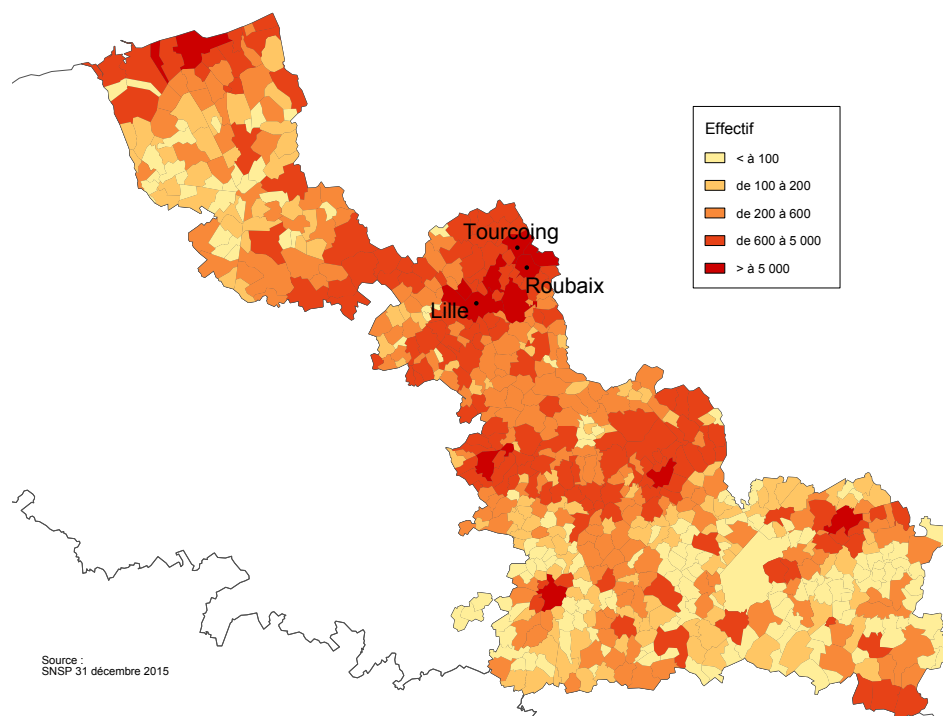 Effectif
< à 100
de 100 à 200
de 200 à 600
de 600 à 5 000
> à 5 000
Tourcoing
Roubaix
Lille
Source :
SNSP 31 décembre 2015